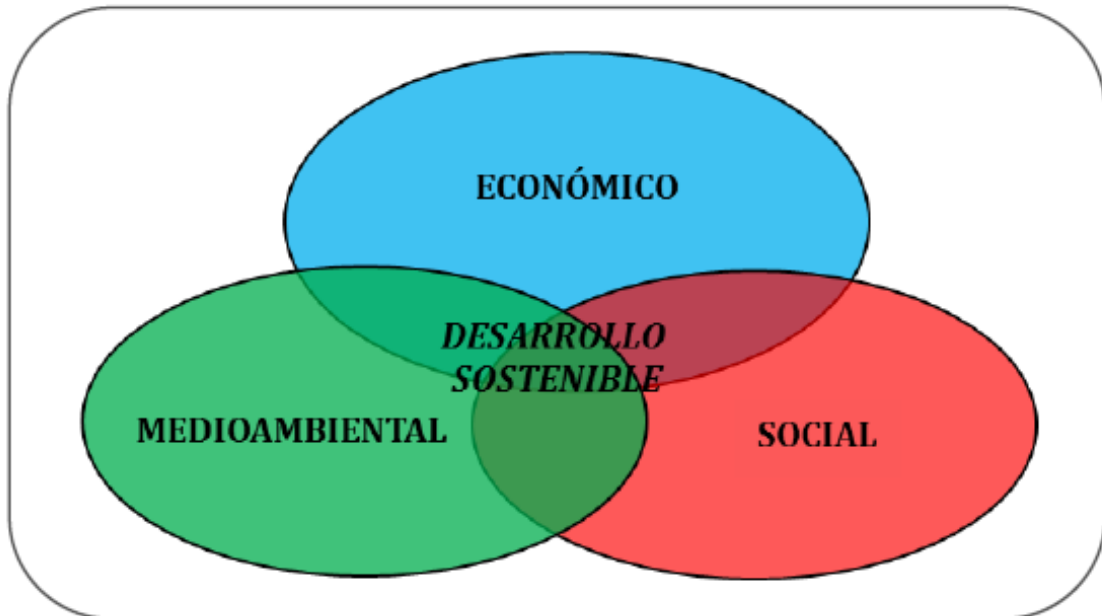 ECONÓMICO
DESARROLLO
SOSTENIBLE
MEDIOAMBIENTAL
SOCIAL